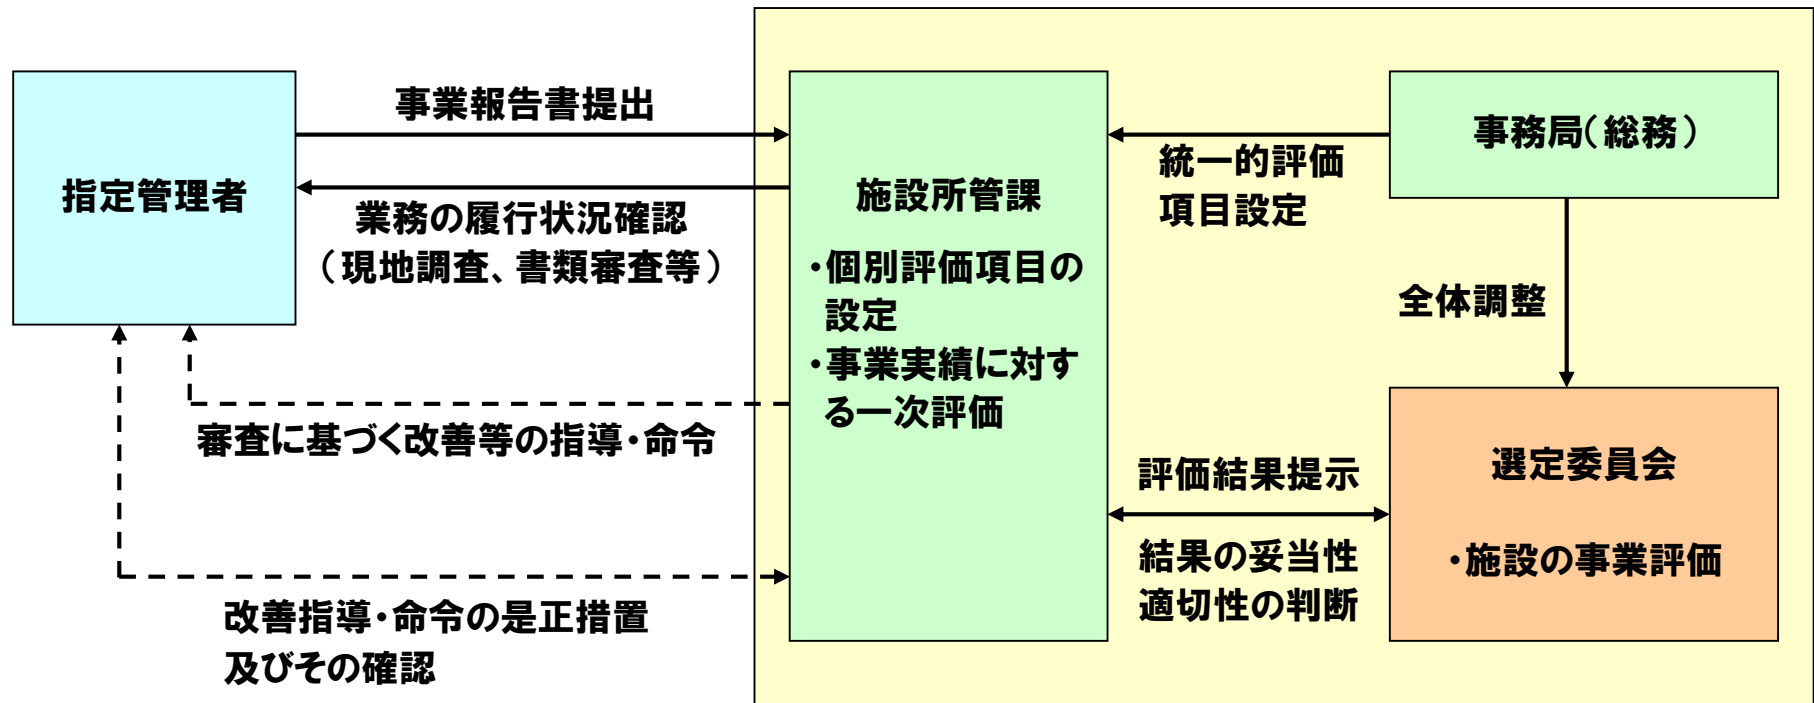 指定管理者
事業報告書提出
業務の履行状況確認
（現地調査、書類審査等）
審査に基づく改善等の指導・命令
改善指導・命令の是正措置
及びその確認
施設所管課
・個別評価項目の
設定
・事業実績に対す
る一次評価
統一的評価
項目設定
事務局（総務）
全体調整
評価結果提示
結果の妥当性
適切性の判断
選定委員会
・施設の事業評価